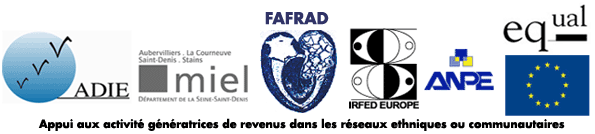 ADIE
Aubervilliers . La Courneuve
Saint-Denis . Stains
miel
DÉPARTEMENT DE LA SEINE-SAINT-DENIS
FAFRAD
IRFED EUROPE
ANPE
equal
Appui aux activité génératrices de revenus dans les réseaux ethniques ou communautaires